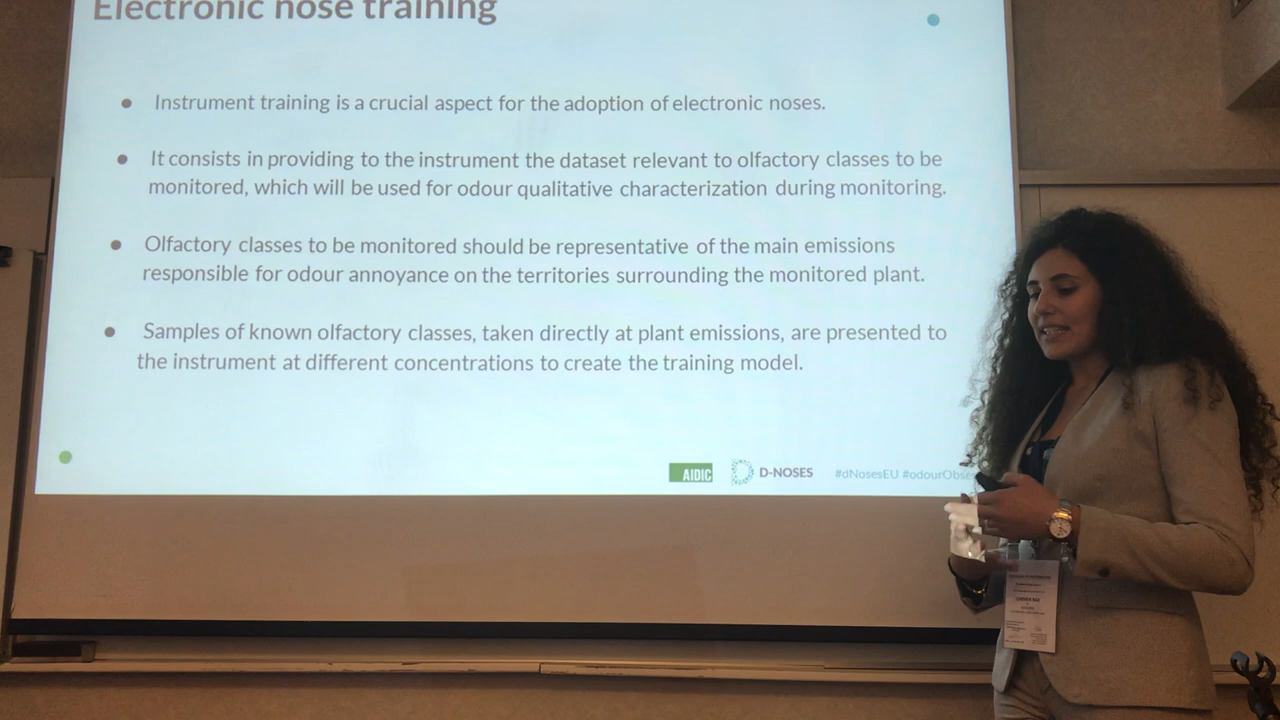 Electronic nose training
● Instrument training is a crucial aspect for the adoption of electronic noses.
● It consists in providing to the instrument the dataset relevant to olfactory classes to be
monitored, which will be used for odour qualitative characterization during monitoring.
● Olfactory classes to be monitored should be representative of the main emissions
responsible for odour annoyance on the territories surrounding the monitored plant.
● Samples of known olfactory classes, taken directly at plant emissions, are presented to
the instrument at different concentrations to create the training model.
AIDIC D-NOSES #dNosesEU #odourObse